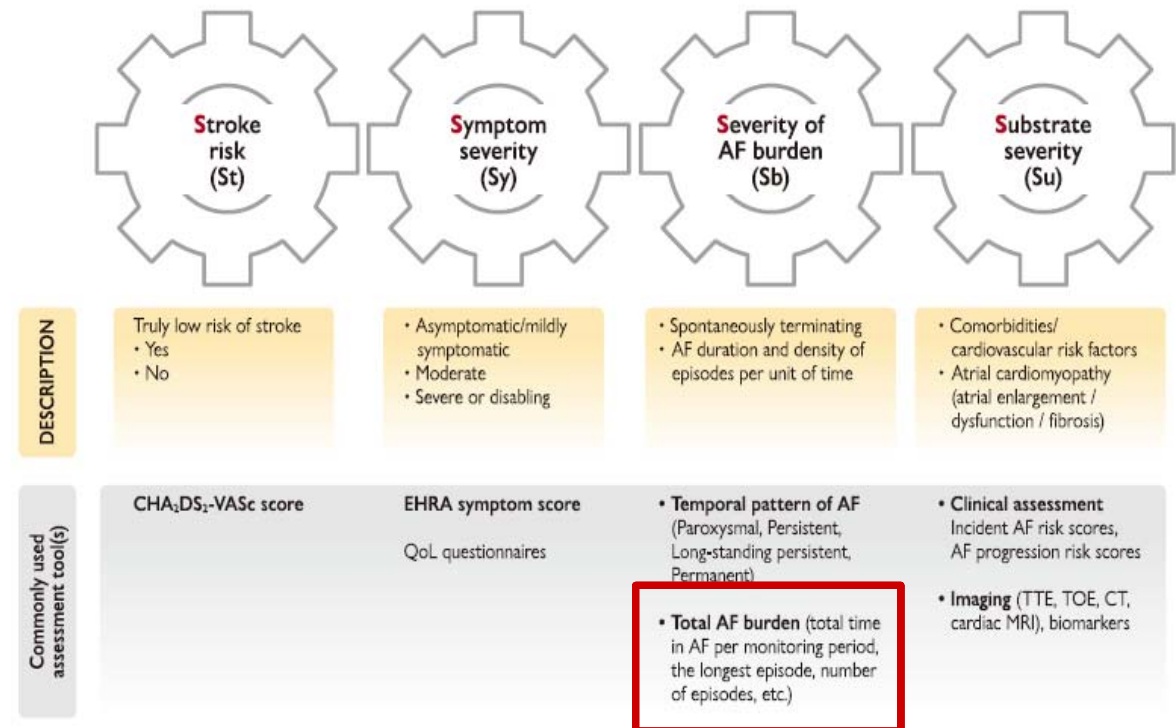 Stroke
risk
(St)
Symptom
severity
(Sy)
Severity of
AF burden
(Sb)
Substrate
severity
(Su)
DESCRIPTION
Truly low risk of stroke
• Yes
• No
• Asymptomatic/mildly
symptomatic
• Moderate
• Severe or disabling
• Spontaneously terminating
• AF duration and density of
episodes per unit of time
• Comorbidities/
cardiovascular risk factors
• Atrial cardiomyopathy
(atrial enlargement /
dysfunction / fibrosis)
Commonly used
assessment tool(s)
CHA₂DS₂-VASc score
EHRA symptom score
QoL questionnaires
• Temporal pattern of AF
(Paroxysmal, Persistent,
Long-standing persistent,
Permanent)
• Total AF burden (total time
in AF per monitoring period,
the longest episode, number
of episodes, etc.)
• Clinical assessment
Incident AF risk scores,
AF progression risk scores
• Imaging (TTE, TOE, CT,
cardiac MRI), biomarkers